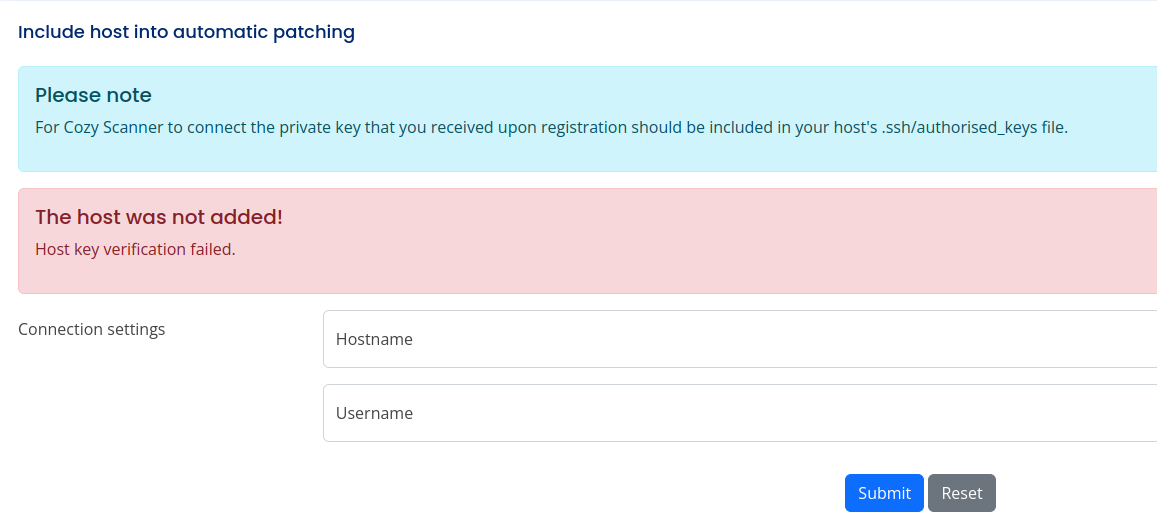 Include host into automatic patching
Please note
For Cozy Scanner to connect the private key that you received upon registration should be included in your host's .ssh/authorised_keys file.
The host was not added!
Host key verification failed.
Connection settings
Hostname
Username
Submit
Reset